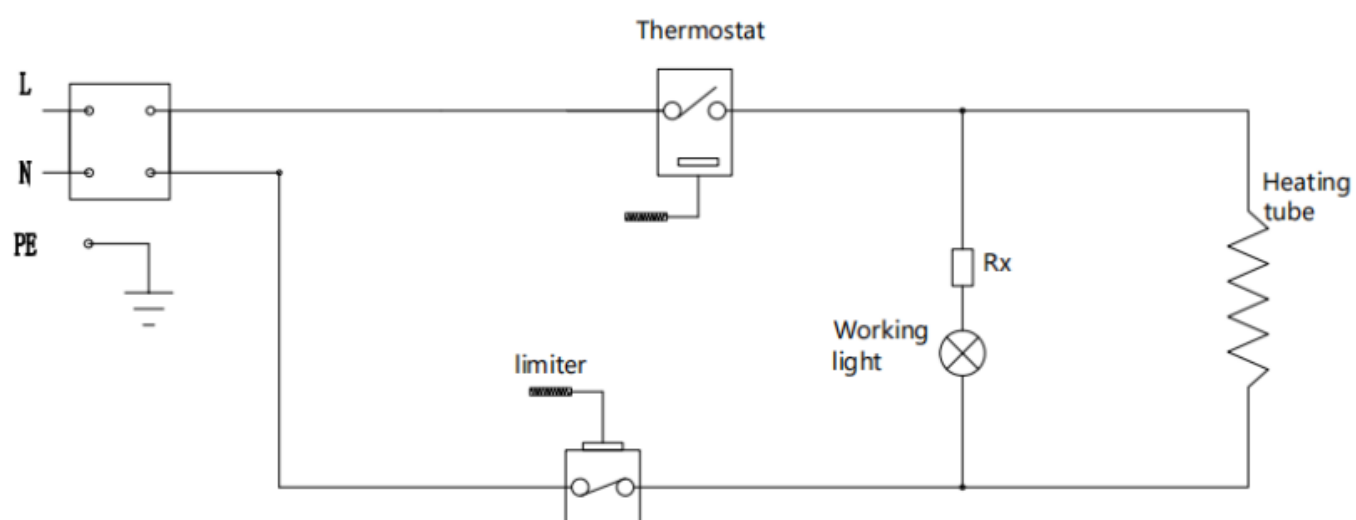 Thermostat
L
N
PE
Heating
tube
Rx
Working
light
limiter